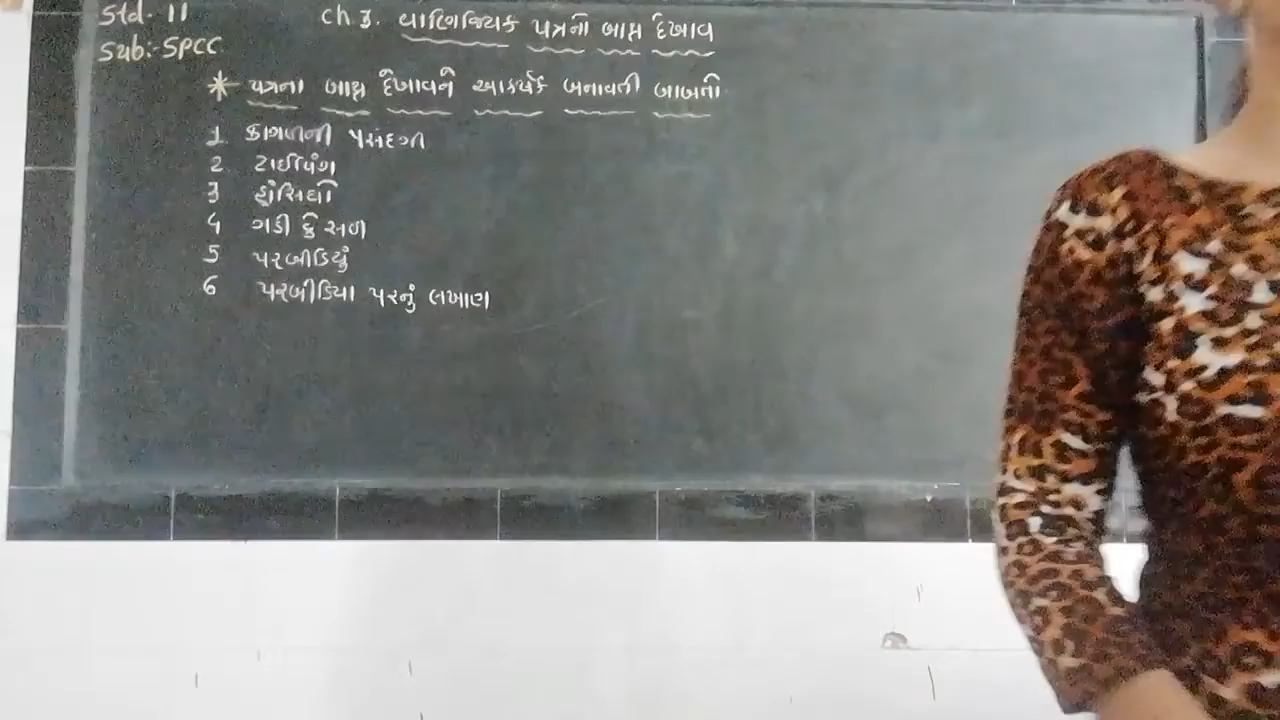 Std - 11
Sub:- SPCC
Ch 3. વાણિજ્યિક પત્રનો બાહ્ય દેખાવ
* પત્રના બાહ્ય દેખાવને આકર્ષક બનાવતી બાબતો
1 કાગળની પસંદગી
2 ટાઈપિંગ
3 હાંસિયો
4 ગડી કે સળ
5 પરબીડિયું
6 પરબીડિયા પરનું લખાણ